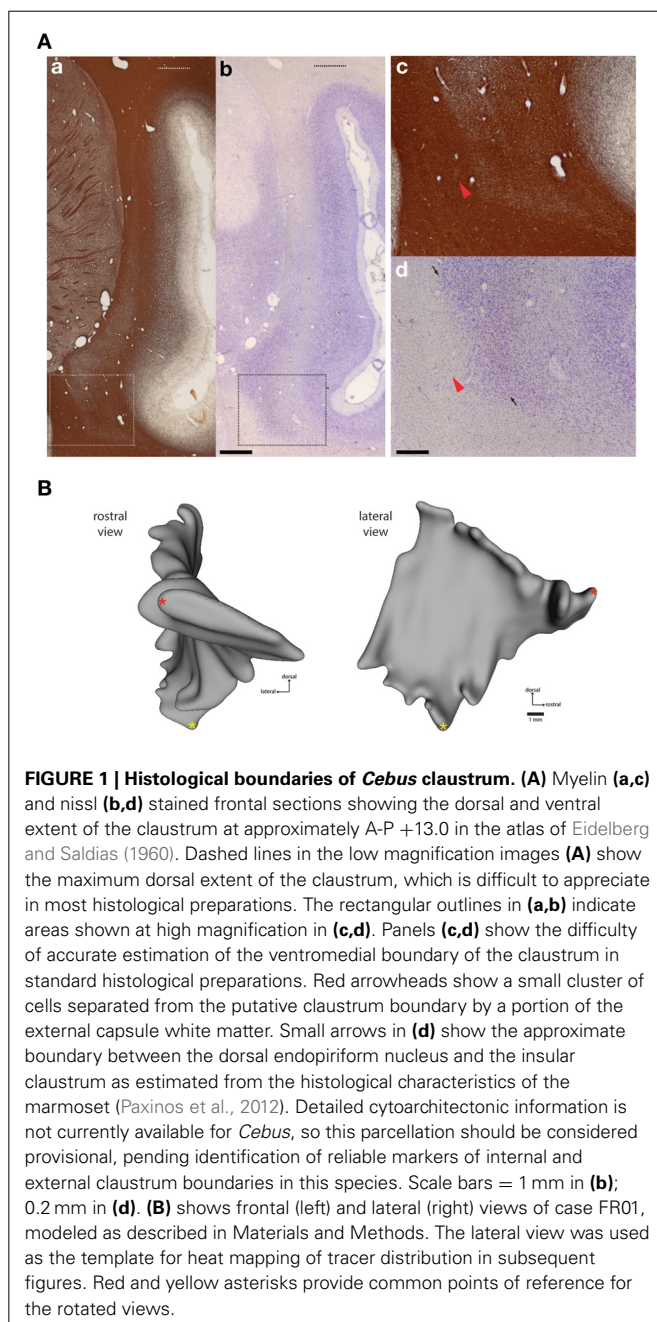 A
a
b
c
d
B
rostral
view
lateral
view
dorsal
lateral
dorsal
rostral
1 mm
FIGURE 1 | Histological boundaries of Cebus claustrum. (A) Myelin (a,c)
and nissl (b,d) stained frontal sections showing the dorsal and ventral
extent of the claustrum at approximately A-P +13.0 in the atlas of Eidelberg
and Saldias (1960). Dashed lines in the low magnification images (A) show
the maximum dorsal extent of the claustrum, which is difficult to appreciate
in most histological preparations. The rectangular outlines in (a,b) indicate
areas shown at high magnification in (c,d). Panels (c,d) show the difficulty
of accurate estimation of the ventromedial boundary of the claustrum in
standard histological preparations. Red arrowheads show a small cluster of
cells separated from the putative claustrum boundary by a portion of the
external capsule white matter. Small arrows in (d) show the approximate
boundary between the dorsal endopiriform nucleus and the insular
claustrum as estimated from the histological characteristics of the
marmoset (Paxinos et al., 2012). Detailed cytoarchitectonic information is
not currently available for Cebus, so this parcellation should be considered
provisional, pending identification of reliable markers of internal and
external claustrum boundaries in this species. Scale bars = 1 mm in (b);
0.2 mm in (d). (B) shows frontal (left) and lateral (right) views of case FR01,
modeled as described in Materials and Methods. The lateral view was used
as the template for heat mapping of tracer distribution in subsequent
figures. Red and yellow asterisks provide common points of reference for
the rotated views.